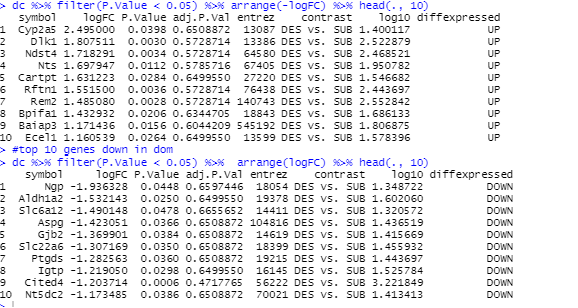 > dc %>% filter(P.Value < 0.05) %>% arrange(-logFC) %>% head(., 10)
symbol logFC P.Value adj.P.Val entrez contrast log10 diffexpressed
1 Cyp2a5 2.495000 0.0398 0.6508872 13087 DES vs. SUB 1.400117 UP
2 Dlk1 1.807511 0.0030 0.5728714 13386 DES vs. SUB 2.522879 UP
3 Ndst4 1.718291 0.0034 0.5728714 64580 DES vs. SUB 2.468521 UP
4 Nts 1.697947 0.0112 0.5785716 67405 DES vs. SUB 1.950782 UP
5 Cartpt 1.631223 0.0284 0.6499550 27220 DES vs. SUB 1.546682 UP
6 Rftn1 1.551500 0.0036 0.5728714 76438 DES vs. SUB 2.443697 UP
7 Rem2 1.485080 0.0028 0.5728714 140743 DES vs. SUB 2.552842 UP
8 Bpifa1 1.432932 0.0206 0.6344705 18843 DES vs. SUB 1.686133 UP
9 Baiap3 1.171436 0.0156 0.6044209 545192 DES vs. SUB 1.806875 UP
10 Ecel1 1.160539 0.0264 0.6499550 13599 DES vs. SUB 1.578396 UP
> #top 10 genes down in dom
> dc %>% filter(P.Value < 0.05) %>% arrange(logFC) %>% head(., 10)
symbol logFC P.Value adj.P.Val entrez contrast log10 diffexpressed
1 Ngp -1.936328 0.0448 0.6597446 18054 DES vs. SUB 1.348722 DOWN
2 Aldh1a2 -1.532143 0.0250 0.6499550 19378 DES vs. SUB 1.602060 DOWN
3 Slc6a12 -1.490148 0.0478 0.6655652 14411 DES vs. SUB 1.320572 DOWN
4 Aspg -1.423051 0.0366 0.6508872 104816 DES vs. SUB 1.436519 DOWN
5 Gjb2 -1.369901 0.0384 0.6508872 14619 DES vs. SUB 1.415669 DOWN
6 Slc22a6 -1.307169 0.0350 0.6508872 18399 DES vs. SUB 1.455932 DOWN
7 Ptgds -1.282563 0.0360 0.6508872 19215 DES vs. SUB 1.443697 DOWN
8 Igtp -1.219050 0.0298 0.6499550 16145 DES vs. SUB 1.525784 DOWN
9 Cited4 -1.203714 0.0006 0.4717765 56222 DES vs. SUB 3.221849 DOWN
10 Nt5dc2 -1.173485 0.0386 0.6508872 70021 DES vs. SUB 1.413413 DOWN